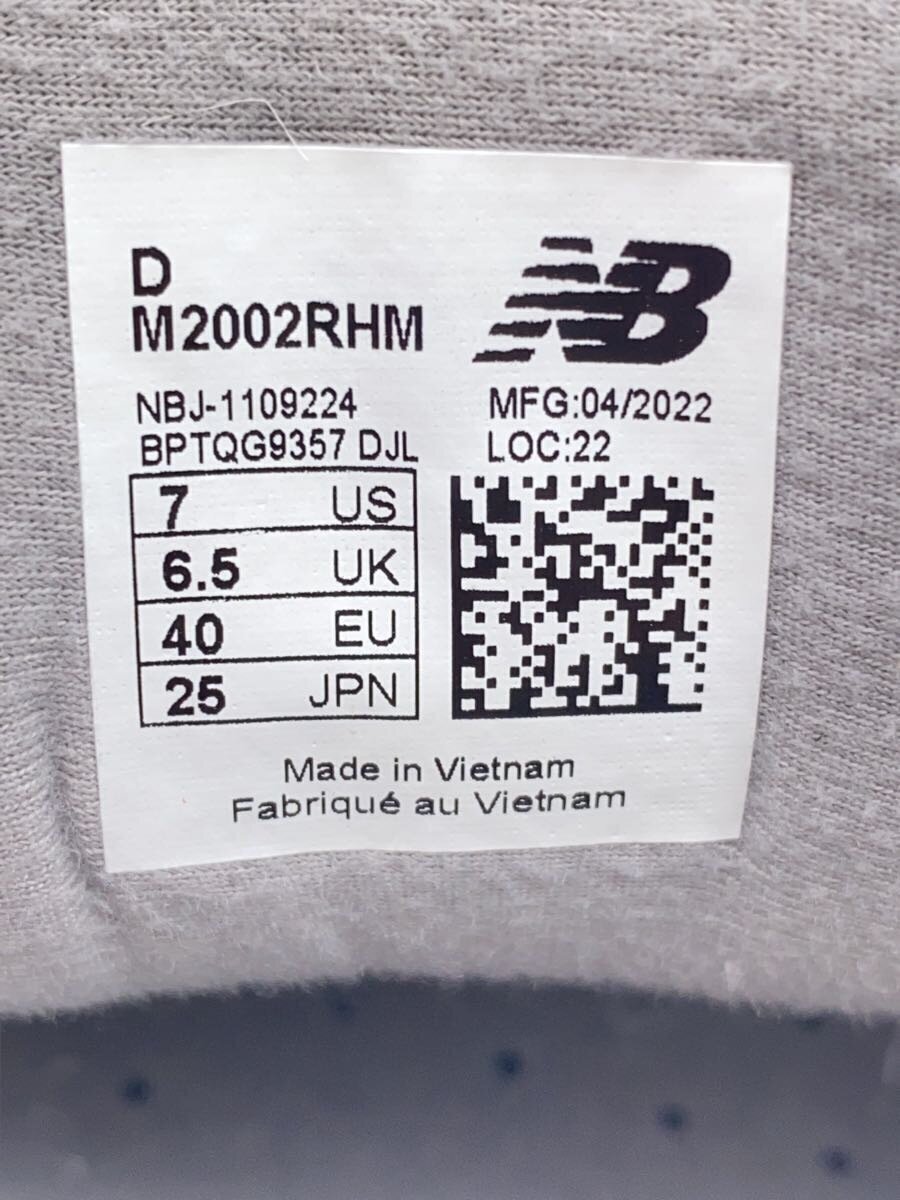 D
M2002RHM
NB
NBJ-1109224
BPTQG9357 DJL
MFG:04/2022
LOC:22
7 US
6.5 UK
40 EU
25 JPN
Made in Vietnam
Fabriqué au Vietnam